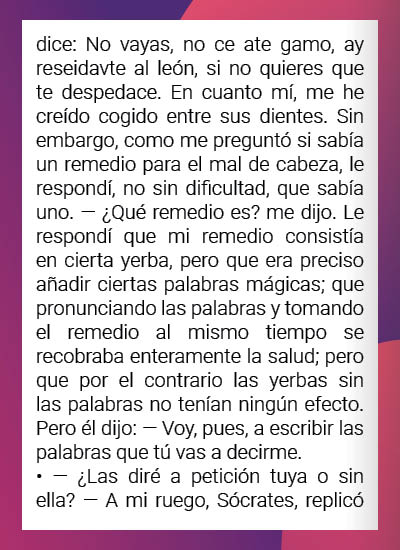 dice: No vayas, no ce ate gamo, ay
reseidavte al león, si no quieres que
te despedace. En cuanto mí, me he
creído cogido entre sus dientes. Sin
embargo, como me preguntó si sabía
un remedio para el mal de cabeza, le
respondí, no sin dificultad, que sabía
uno. — ¿Qué remedio es? me dijo. Le
respondí que mi remedio consistía
en cierta yerba, pero que era preciso
añadir ciertas palabras mágicas; que
pronunciando las palabras y tomando
el remedio al mismo tiempo se
recobraba enteramente la salud; pero
que por el contrario las yerbas sin
las palabras no tenían ningún efecto.
Pero él dijo: — Voy, pues, a escribir las
palabras que tú vas a decirme.
• — ¿Las diré a petición tuya o sin
ella? — A mi ruego, Sócrates, replicó